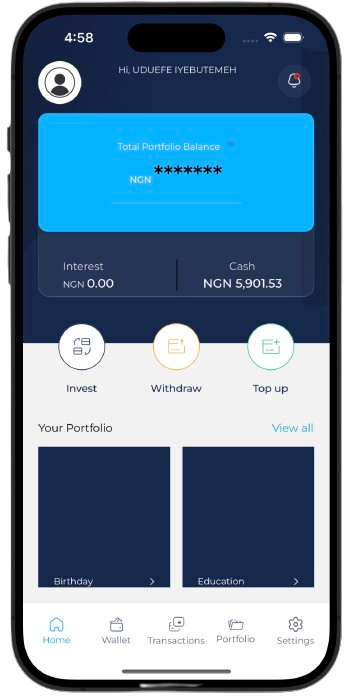 4:58
Hi, UDUEFE IYEBUTEMEH
Total Portfolio Balance
NGN *******
Interest Cash
NGN 0.00 NGN 5,901.53
Invest Withdraw Top up
Your Portfolio View all
Birthday Education
Home Wallet Transactions Portfolio Settings